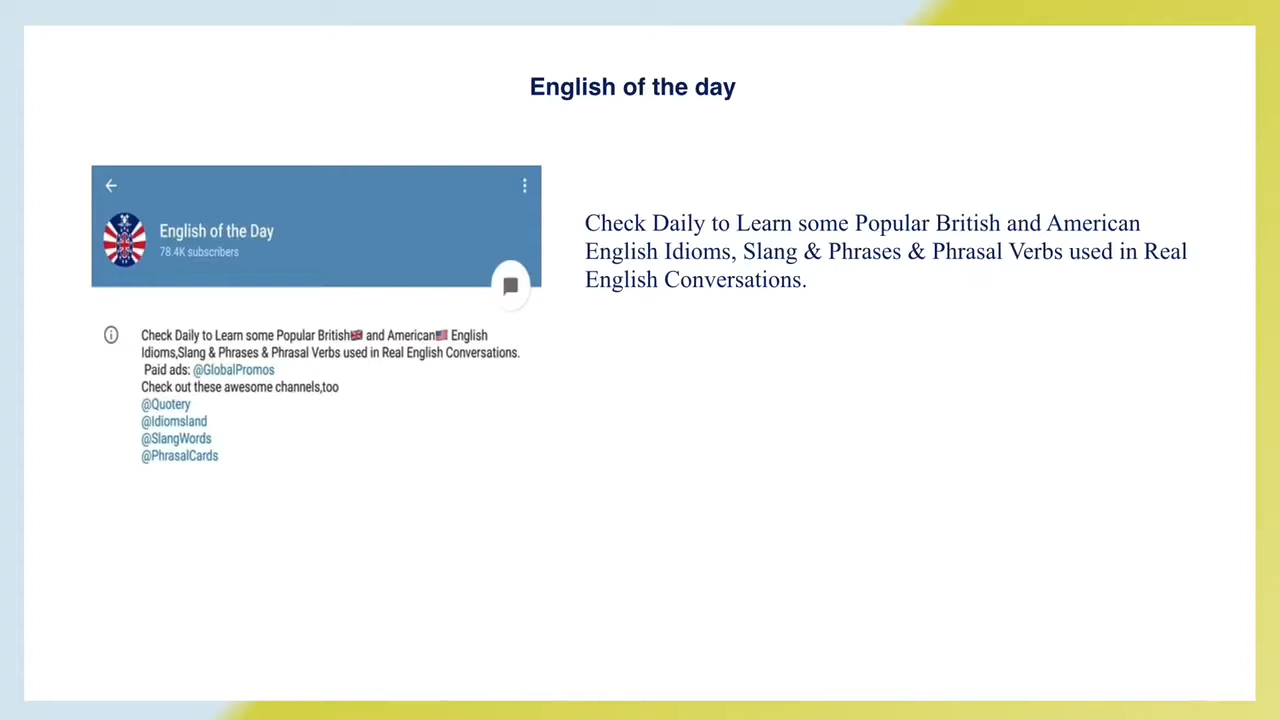 English of the day
English of the Day
78.4K subscribers
Check Daily to Learn some Popular British🇬🇧 and American🇺🇸 English
Idioms,Slang & Phrases & Phrasal Verbs used in Real English Conversations.
Paid ads: @GlobalPromos
Check out these awesome channels,too
@Quotery
@Idiomsland
@SlangWords
@PhrasalCards
Check Daily to Learn some Popular British and American
English Idioms, Slang & Phrases & Phrasal Verbs used in Real
English Conversations.